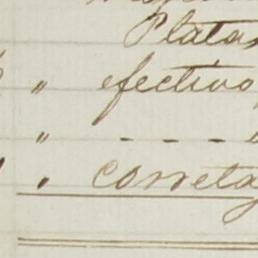 Platas
" efectivo
" - - -
" corretag